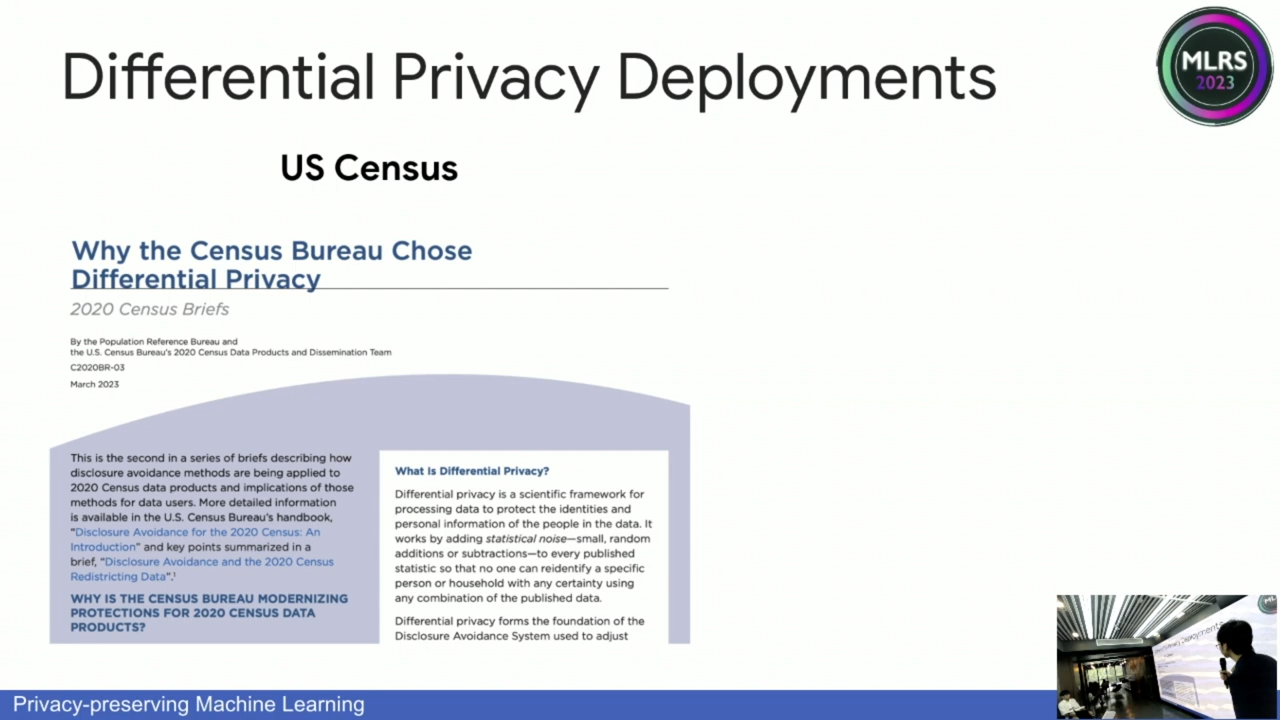 Differential Privacy Deployments
MLRS
2023
US Census
Why the Census Bureau Chose
Differential Privacy
2020 Census Briefs
By the Population Reference Bureau and
the U.S. Census Bureau's 2020 Census Data Products and Dissemination Team
C2020BR-03
March 2023
This is the second in a series of briefs describing how
disclosure avoidance methods are being applied to
2020 Census data products and implications of those
methods for data users. More detailed information
is available in the U.S. Census Bureau's handbook,
“Disclosure Avoidance for the 2020 Census: An
Introduction” and key points summarized in a
brief, “Disclosure Avoidance and the 2020 Census
Redistricting Data”.¹
WHY IS THE CENSUS BUREAU MODERNIZING
PROTECTIONS FOR 2020 CENSUS DATA
PRODUCTS?
What Is Differential Privacy?
Differential privacy is a scientific framework for
processing data to protect the identities and
personal information of the people in the data. It
works by adding statistical noise—small, random
additions or subtractions—to every published
statistic so that no one can reidentify a specific
person or household with any certainty using
any combination of the published data.
Differential privacy forms the foundation of the
Disclosure Avoidance System used to adjust
Privacy-preserving Machine Learning